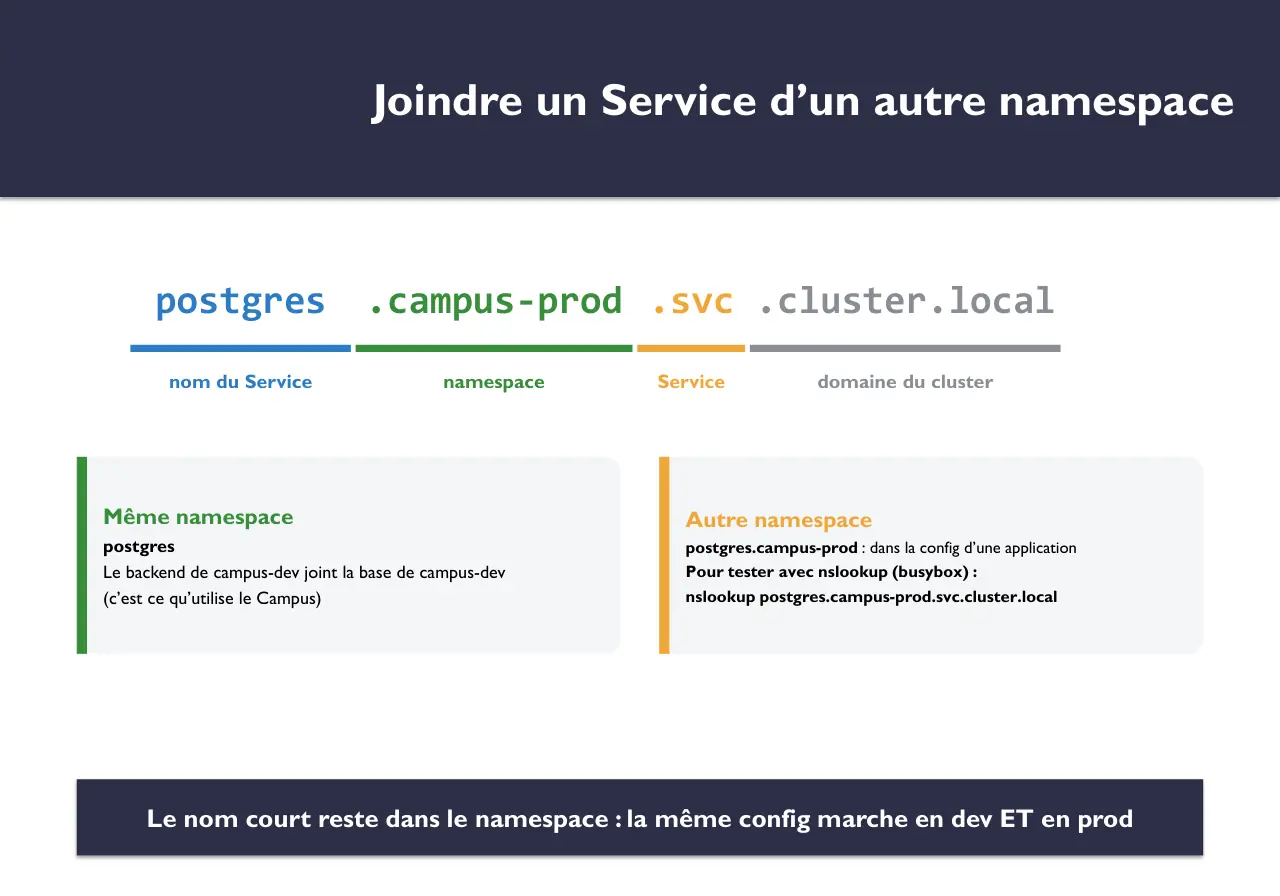 Joindre un Service d’un autre namespace
postgres .campus-prod .svc .cluster.local
nom du Service namespace Service domaine du cluster
Même namespace
postgres
Le backend de campus-dev joint la base de campus-dev
(c’est ce qu’utilise le Campus)
Autre namespace
postgres.campus-prod : dans la config d’une application
Pour tester avec nslookup (busybox) :
nslookup postgres.campus-prod.svc.cluster.local
Le nom court reste dans le namespace : la même config marche en dev ET en prod